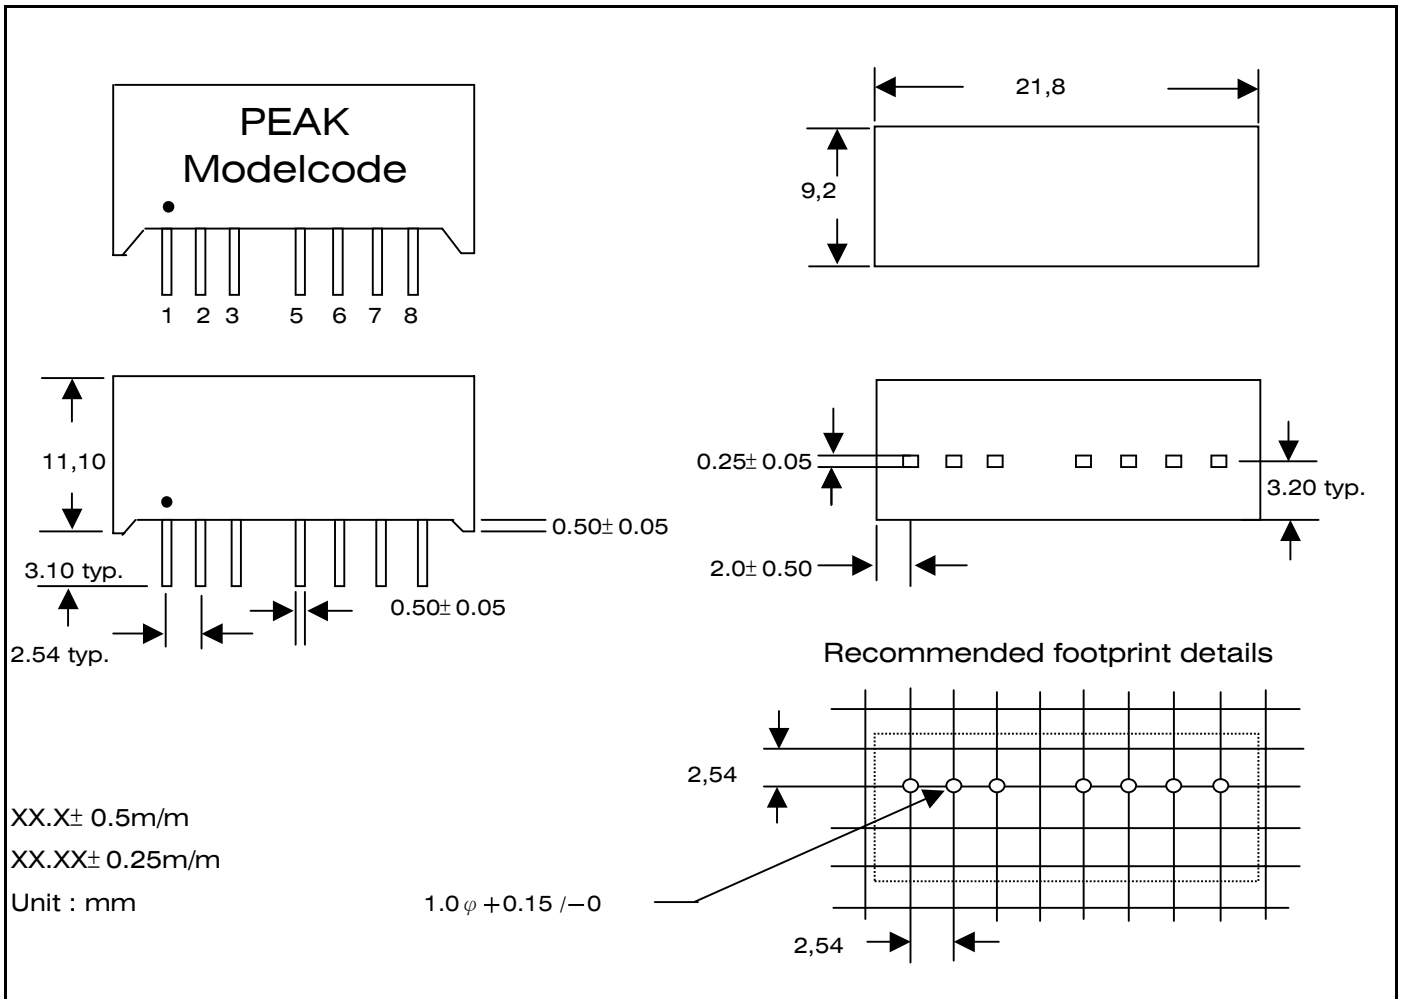 PEAK
Modelcode
1 2 3 5 6 7 8
21,8
9,2
11,10
0.50± 0.05
3.10 typ.
0.50± 0.05
2.54 typ.
0.25± 0.05
3.20 typ.
2.0± 0.50
Recommended footprint details
2,54
XX.X± 0.5m/m
XX.XX± 0.25m/m
Unit : mm
1.0 φ +0.15 /−0
2,54